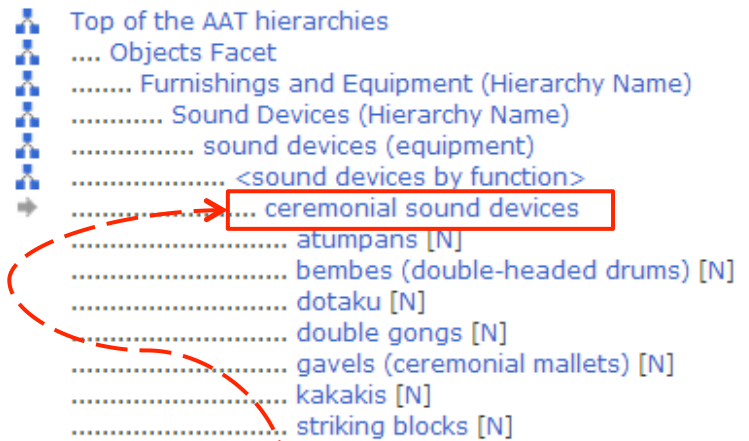 Top of the AAT hierarchies
.... Objects Facet
........ Furnishings and Equipment (Hierarchy Name)
............ Sound Devices (Hierarchy Name)
................ sound devices (equipment)
.................... <sound devices by function>
........................ ceremonial sound devices
............................ atumpans [N]
............................ bembes (double-headed drums) [N]
............................ dotaku [N]
............................ double gongs [N]
............................ gavels (ceremonial mallets) [N]
............................ kakakis [N]
............................ striking blocks [N]